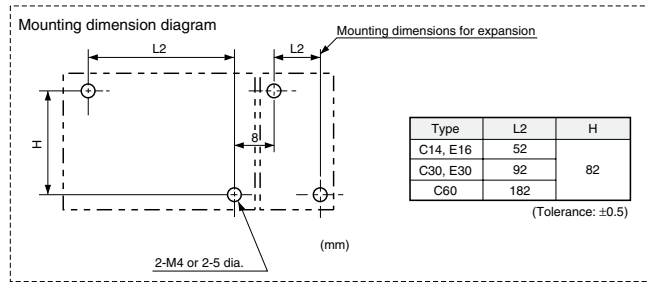 Mounting dimension diagram
L2
L2
Mounting dimensions for expansion
H
8
2-M4 or 2-5 dia.
(mm)
Type L2 H
C14, E16 52
C30, E30 92 82
C60 182
(Tolerance: ±0.5)